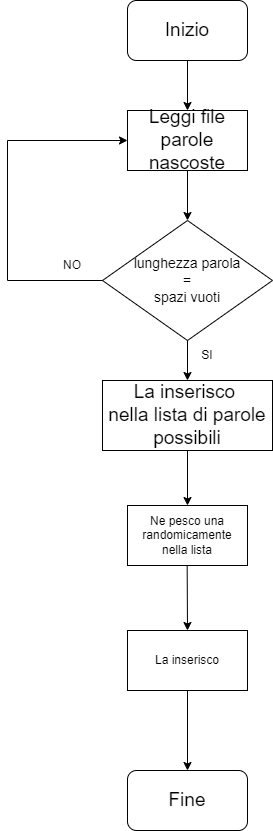 Inizio
Leggi file
parole
nascoste
lunghezza parola
=
spazi vuoti
NO
SI
La inserisco
nella lista di parole
possibili
Ne pesco una
randomicamente
nella lista
La inserisco
Fine